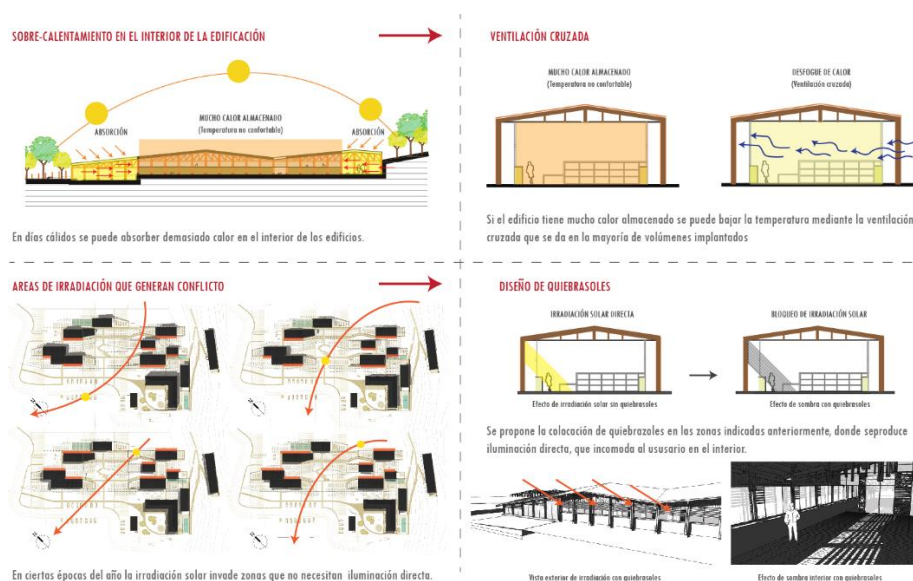 SOBRE-CALENTAMIENTO EN EL INTERIOR DE LA EDIFICACIÓN
ABSORCIÓN
MUCHO CALOR ALMACENADO
(Temperatura no confortable)
ABSORCIÓN
En días cálidos se puede absorber demasiado calor en el interior de los edificios.
VENTILACIÓN CRUZADA
MUCHO CALOR ALMACENADO
(Temperatura no confortable)
DESFOGUE DE CALOR
(Ventilación cruzada)
Si el edificio tiene mucho calor almacenado se puede bajar la temperatura mediante la ventilación
cruzada que se da en la mayoría de volúmenes implantados
AREAS DE IRRADIACIÓN QUE GENERAN CONFLICTO
En ciertas épocas del año la irradiación solar invade zonas que no necesitan iluminación directa.
DISEÑO DE QUIEBRASOLES
IRRADIACIÓN SOLAR DIRECTA
BLOQUEO DE IRRADIACIÓN SOLAR
Efecto de irradiación solar sin quiebrasoles
Efecto de sombra con quiebrasoles
Se propone la colocación de quiebrazoles en las zonas indicadas anteriormente, donde seproduce
iluminación directa, que incomoda al ususario en el interior.
Vista exterior de irradiación con quiebrasoles
Efecto de sombra interior con quiebrasoles